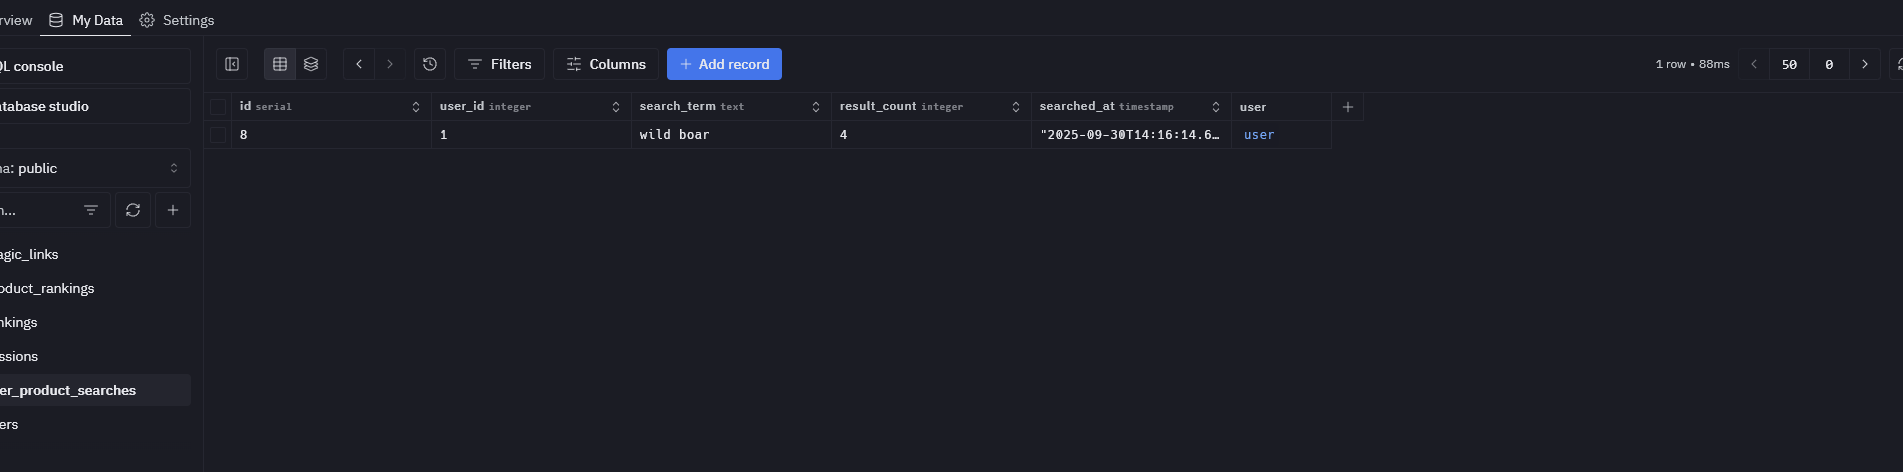 rview My Data Settings
QL console
atabase studio
na: public
n...
agic_links
oduct_rankings
nkings
ssions
er_product_searches
ers
Filters Columns + Add record 1 row • 88ms 50 0
id serial user_id integer search_term text result_count integer searched_at timestamp user +
8 1 wild boar 4 "2025-09-30T14:16:14.6… user